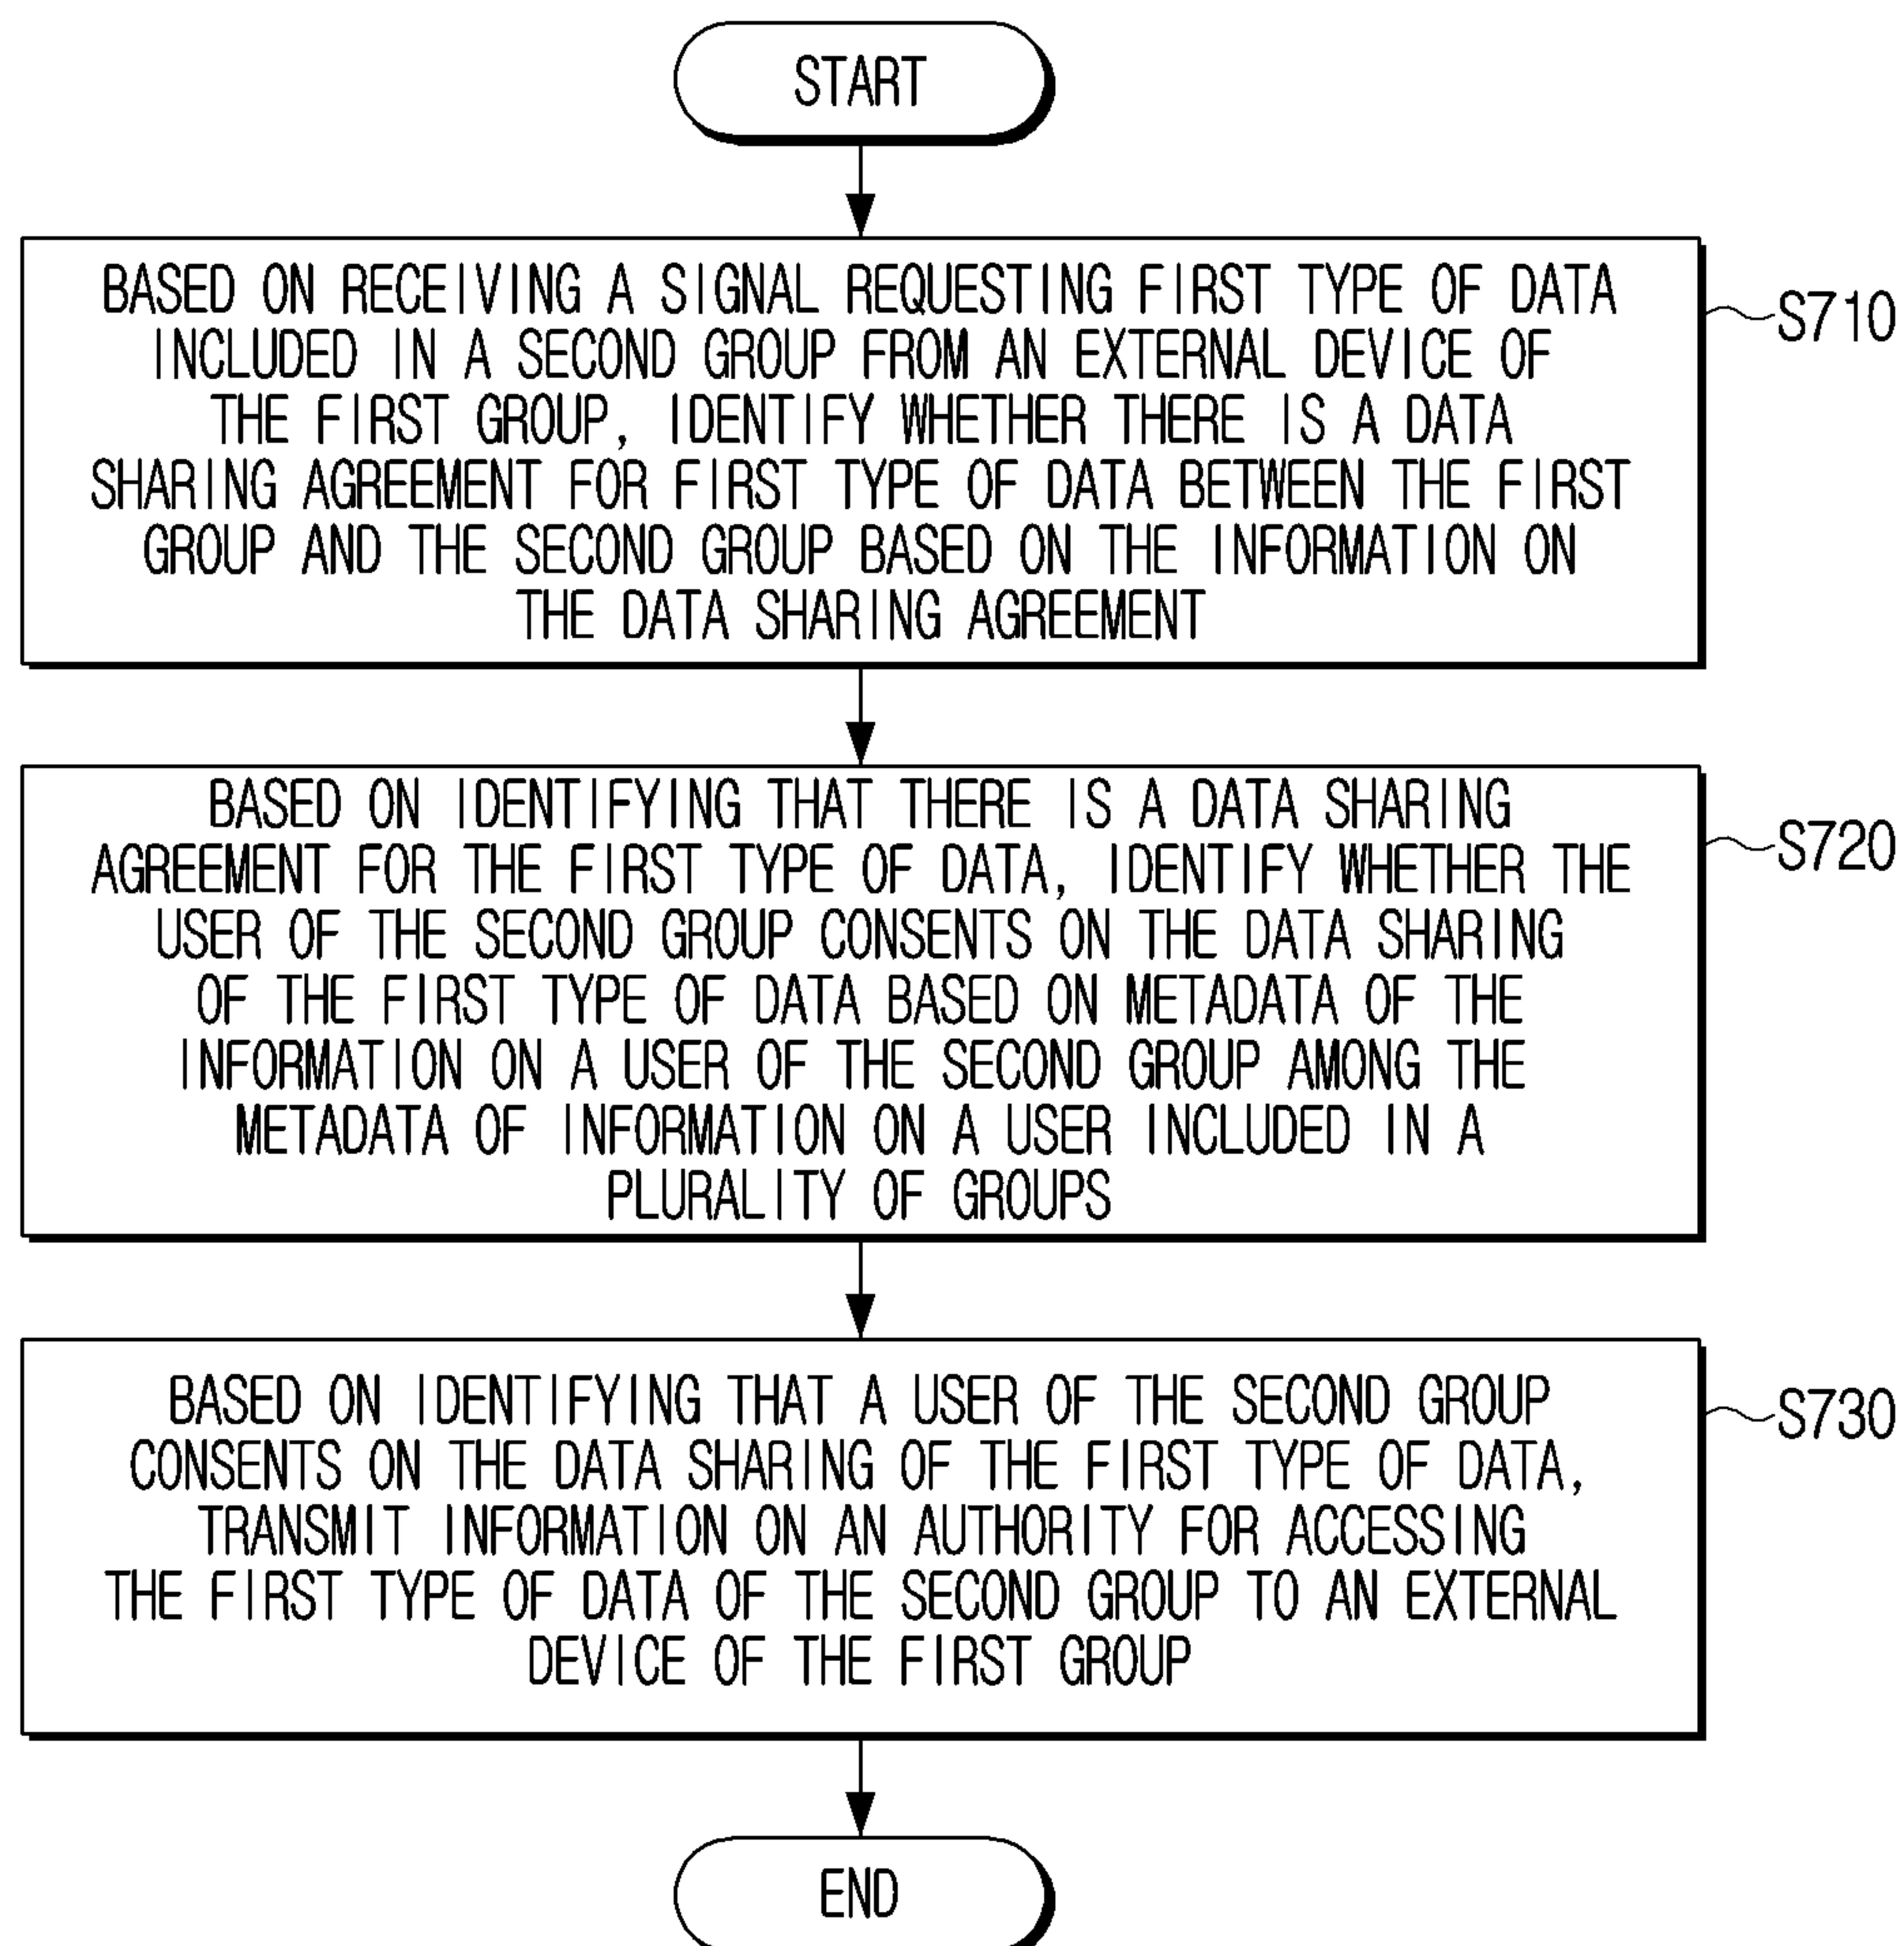 START
BASED ON RECEIVING A SIGNAL REQUESTING FIRST TYPE OF DATA
INCLUDED IN A SECOND GROUP FROM AN EXTERNAL DEVICE OF
THE FIRST GROUP, IDENTIFY WHETHER THERE IS A DATA
SHARING AGREEMENT FOR FIRST TYPE OF DATA BETWEEN THE FIRST
GROUP AND THE SECOND GROUP BASED ON THE INFORMATION ON
THE DATA SHARING AGREEMENT
S710
BASED ON IDENTIFYING THAT THERE IS A DATA SHARING
AGREEMENT FOR THE FIRST TYPE OF DATA, IDENTIFY WHETHER THE
USER OF THE SECOND GROUP CONSENTS ON THE DATA SHARING
OF THE FIRST TYPE OF DATA BASED ON METADATA OF THE
INFORMATION ON A USER OF THE SECOND GROUP AMONG THE
METADATA OF INFORMATION ON A USER INCLUDED IN A
PLURALITY OF GROUPS
S720
BASED ON IDENTIFYING THAT A USER OF THE SECOND GROUP
CONSENTS ON THE DATA SHARING OF THE FIRST TYPE OF DATA,
TRANSMIT INFORMATION ON AN AUTHORITY FOR ACCESSING
THE FIRST TYPE OF DATA OF THE SECOND GROUP TO AN EXTERNAL
DEVICE OF THE FIRST GROUP
S730
END